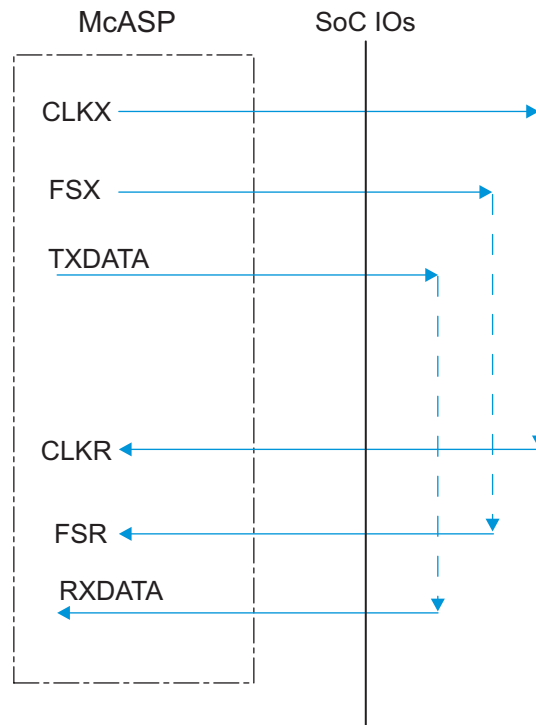 McASP
SoC IOs
CLKX
FSX
TXDATA
CLKR
FSR
RXDATA